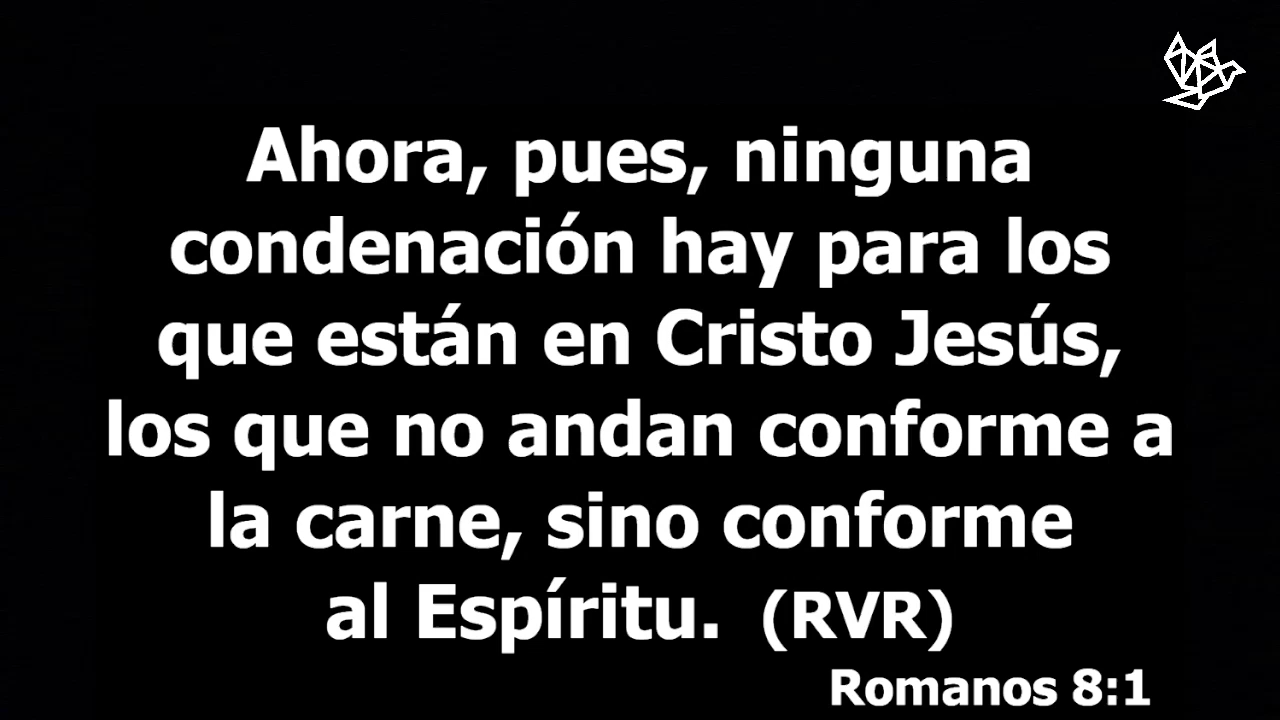 Ahora, pues, ninguna
condenación hay para los
que están en Cristo Jesús,
los que no andan conforme a
la carne, sino conforme
al Espíritu. (RVR)
Romanos 8:1